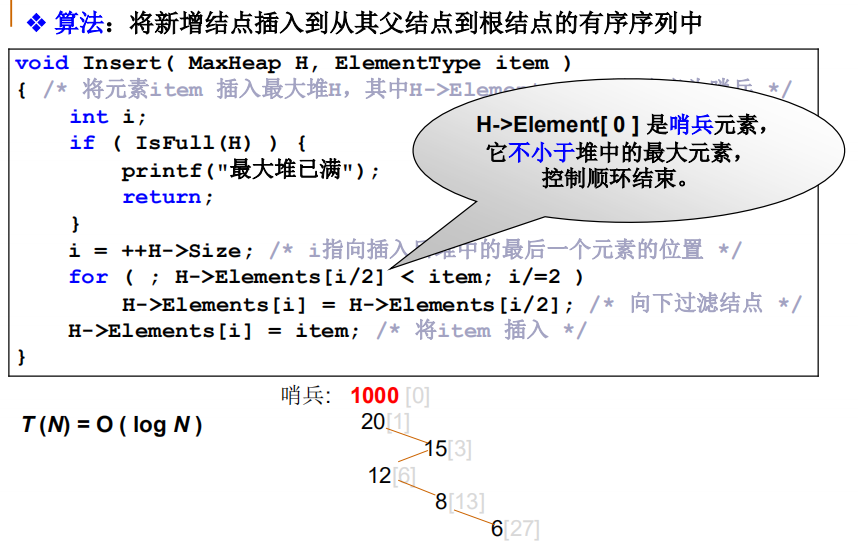 ❖ 算法：将新增结点插入到从其父结点到根结点的有序序列中
void Insert( MaxHeap H, ElementType item )
{ /* 将元素item 插入最大堆H，其中H->Elemen */
int i;
if ( IsFull(H) ) {
printf("最大堆已满");
return;
}
i = ++H->Size; /* i指向插入 堆中的最后一个元素的位置 */
for ( ; H->Elements[i/2] < item; i/=2 )
H->Elements[i] = H->Elements[i/2]; /* 向下过滤结点 */
H->Elements[i] = item; /* 将item 插入 */
}
H->Element[ 0 ] 是哨兵元素，
它不小于堆中的最大元素，
控制顺环结束。
哨兵： 1000 [0]
T (N) = O ( log N )
20[1]
15[3]
12[6]
8[13]
6[27]